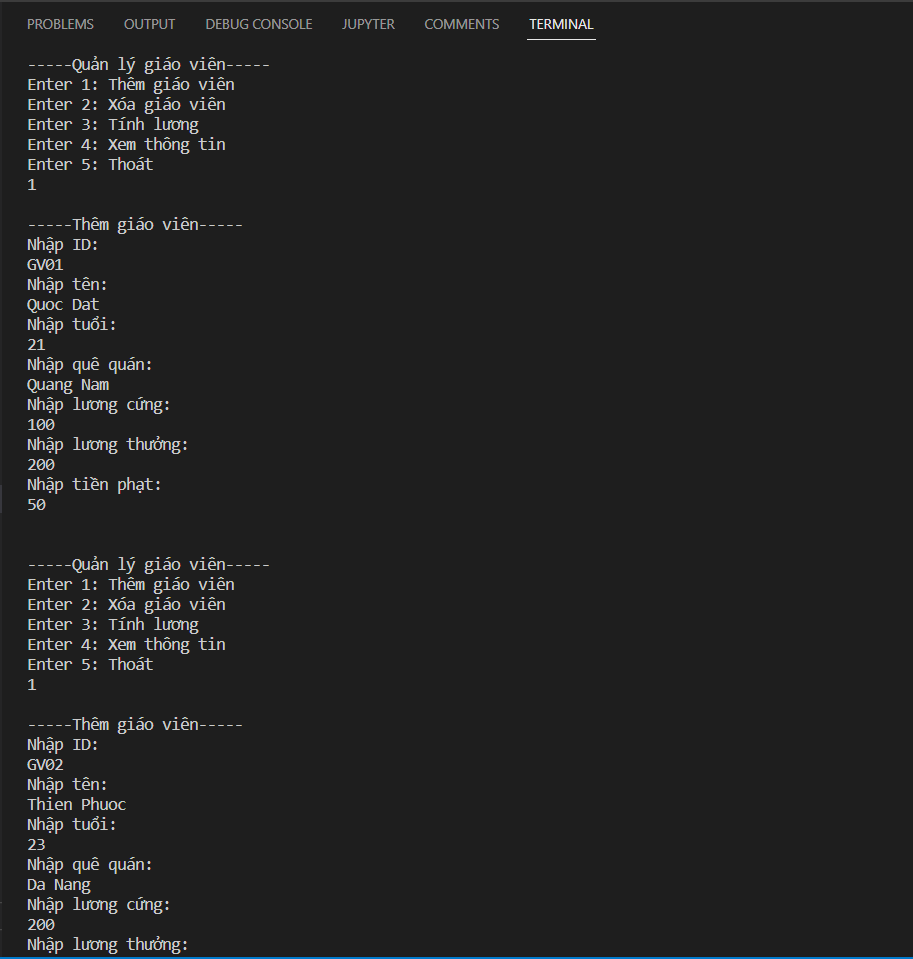 PROBLEMS OUTPUT DEBUG CONSOLE JUPYTER COMMENTS TERMINAL
-----Quản lý giáo viên-----
Enter 1: Thêm giáo viên
Enter 2: Xóa giáo viên
Enter 3: Tính lương
Enter 4: Xem thông tin
Enter 5: Thoát
1
-----Thêm giáo viên-----
Nhập ID:
GV01
Nhập tên:
Quoc Dat
Nhập tuổi:
21
Nhập quê quán:
Quang Nam
Nhập lương cứng:
100
Nhập lương thưởng:
200
Nhập tiền phạt:
50
-----Quản lý giáo viên-----
Enter 1: Thêm giáo viên
Enter 2: Xóa giáo viên
Enter 3: Tính lương
Enter 4: Xem thông tin
Enter 5: Thoát
1
-----Thêm giáo viên-----
Nhập ID:
GV02
Nhập tên:
Thien Phuoc
Nhập tuổi:
23
Nhập quê quán:
Da Nang
Nhập lương cứng:
200
Nhập lương thưởng: